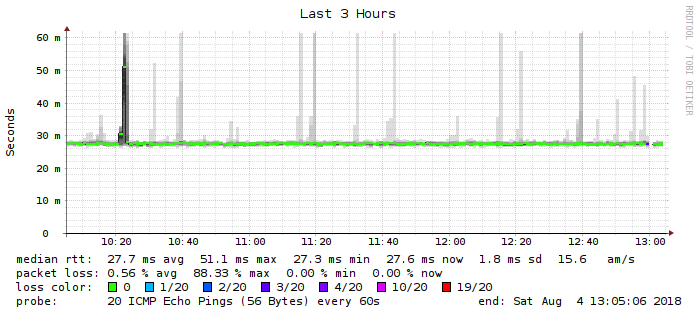 Last 3 Hours
RRDTOOL / TOBI OETIKER
Seconds
60 m
50 m
40 m
30 m
20 m
10 m
0
10:20 10:40 11:00 11:20 11:40 12:00 12:20 12:40 13:00
median rtt: 27.7 ms avg 51.1 ms max 27.3 ms min 27.6 ms now 1.8 ms sd 15.6 am/s
packet loss: 0.56 % avg 88.33 % max 0.00 % min 0.00 % now
loss color: 0 1/20 2/20 3/20 4/20 10/20 19/20
probe: 20 ICMP Echo Pings (56 Bytes) every 60s end: Sat Aug 4 13:05:06 2018